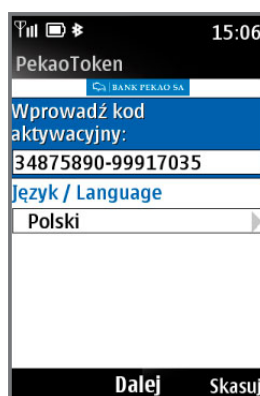 15:06
PekaoToken
BANK PEKAO SA
Wprowadź kod
aktywacyjny:
34875890-99917035
Język / Language
Polski
Dalej Skasuj